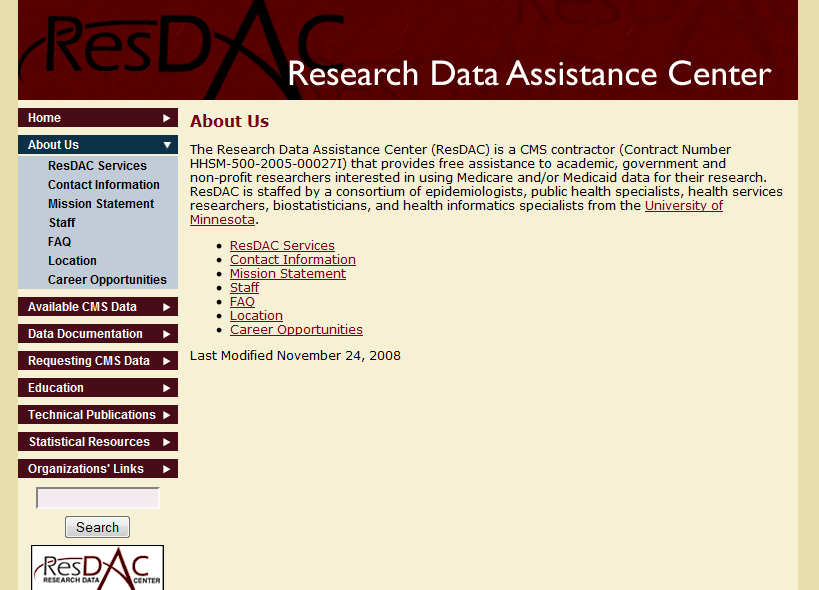 ResDAC
Research Data Assistance Center
Home
About Us
ResDAC Services
Contact Information
Mission Statement
Staff
FAQ
Location
Career Opportunities
Available CMS Data
Data Documentation
Requesting CMS Data
Education
Technical Publications
Statistical Resources
Organizations' Links
Search
ResDAC
RESEARCH DATA CENTER
About Us
The Research Data Assistance Center (ResDAC) is a CMS contractor (Contract Number
HHSM-500-2005-00027I) that provides free assistance to academic, government and
non-profit researchers interested in using Medicare and/or Medicaid data for their research.
ResDAC is staffed by a consortium of epidemiologists, public health specialists, health services
researchers, biostatisticians, and health informatics specialists from the University of
Minnesota.
• ResDAC Services
• Contact Information
• Mission Statement
• Staff
• FAQ
• Location
• Career Opportunities
Last Modified November 24, 2008